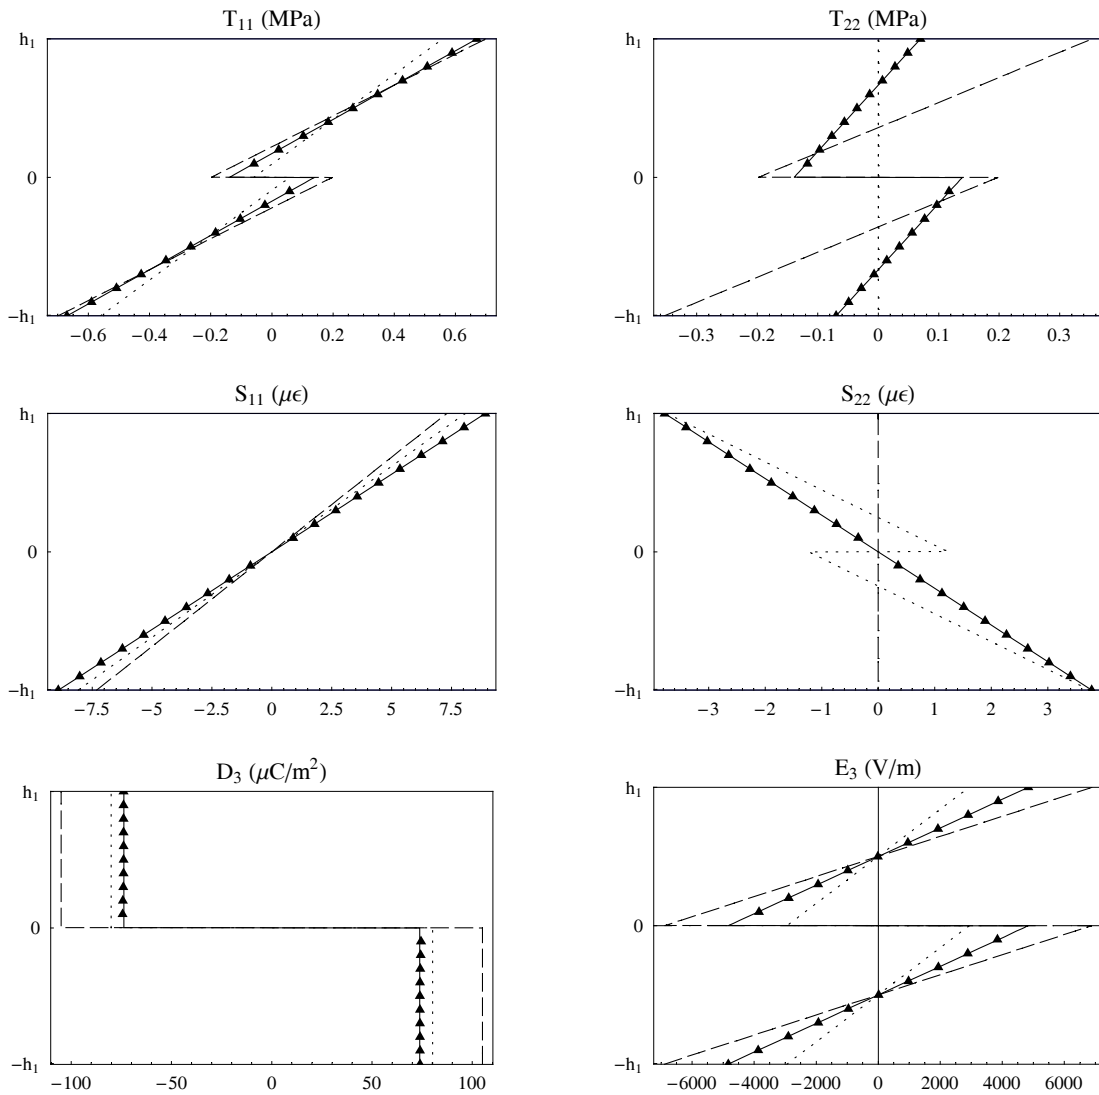 T₁₁ (MPa)
h₁
0
−h₁
−0.6 −0.4 −0.2 0 0.2 0.4 0.6
T₂₂ (MPa)
h₁
0
−h₁
−0.3 −0.2 −0.1 0 0.1 0.2 0.3
S₁₁ (με)
h₁
0
−h₁
−7.5 −5 −2.5 0 2.5 5 7.5
S₂₂ (με)
h₁
0
−h₁
−3 −2 −1 0 1 2 3
D₃ (μC/m²)
h₁
0
−h₁
−100 −50 0 50 100
E₃ (V/m)
h₁
0
−h₁
−6000 −4000 −2000 0 2000 4000 6000